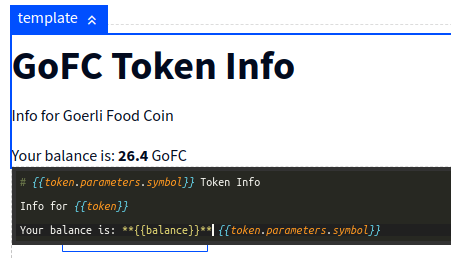 template
GoFC Token Info
Info for Goerli Food Coin
Your balance is: 26.4 GoFC
# {{token.parameters.symbol}} Token Info
Info for {{token}}
Your balance is: **{{balance}}** {{token.parameters.symbol}}